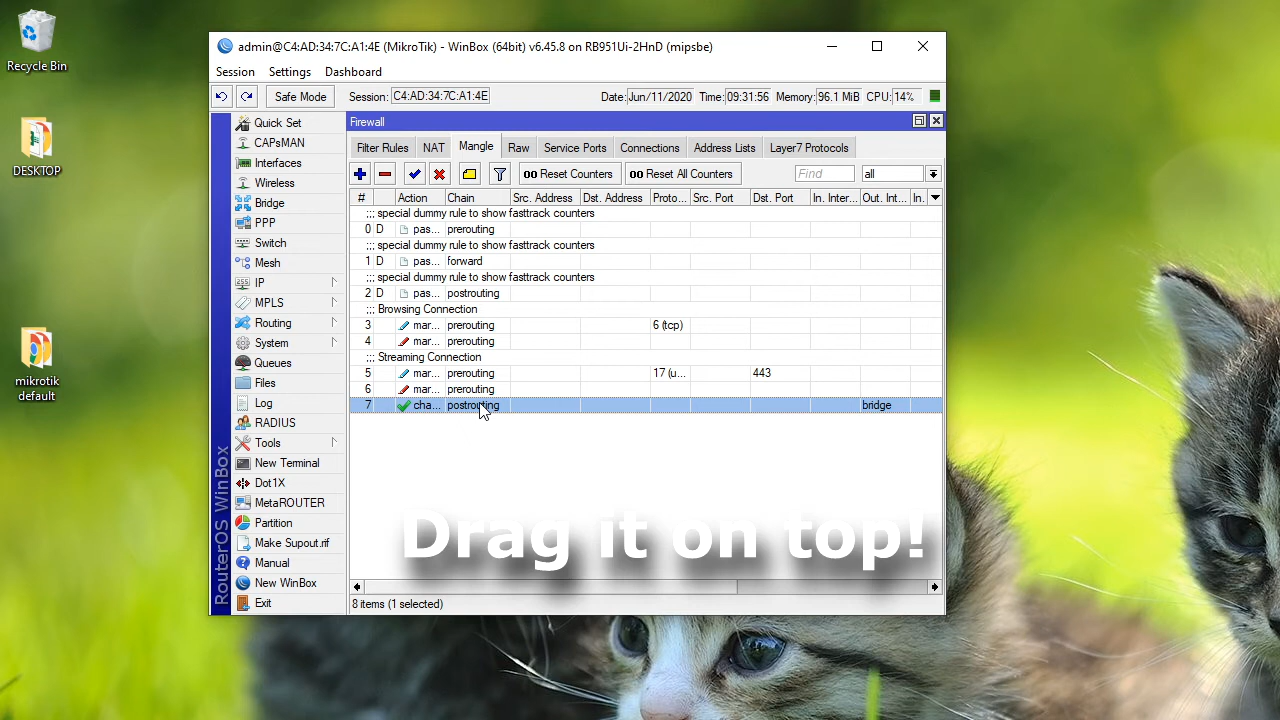 Recycle Bin
DESKTOP
mikrotik
default
admin@C4:AD:34:7C:A1:4E (MikroTik) - WinBox (64bit) v6.45.8 on RB951Ui-2HnD (mipsbe)
Session Settings Dashboard
Safe Mode Session: C4:AD:34:7C:A1:4E Date: Jun/11/2020 Time: 09:31:56 Memory: 96.1 MiB CPU: 14%
RouterOS WinBox
Quick Set
CAPsMAN
Interfaces
Wireless
Bridge
PPP
Switch
Mesh
IP
MPLS
Routing
System
Queues
Files
Log
RADIUS
Tools
New Terminal
Dot1X
MetaROUTER
Partition
Make Supout.rif
Manual
New WinBox
Exit
Firewall
Filter Rules NAT Mangle Raw Service Ports Connections Address Lists Layer7 Protocols
00 Reset Counters 00 Reset All Counters Find all
# Action Chain Src. Address Dst. Address Proto... Src. Port Dst. Port In. Inter... Out. Int... In.
;;; special dummy rule to show fasttrack counters
0 D pas... prerouting
;;; special dummy rule to show fasttrack counters
1 D pas... forward
;;; special dummy rule to show fasttrack counters
2 D pas... postrouting
;;; Browsing Connection
3 mar... prerouting 6 (tcp)
4 mar... prerouting
;;; Streaming Connection
5 mar... prerouting 17 (u... 443
6 mar... prerouting
7 cha... postrouting bridge
Drag it on top!
8 items (1 selected)